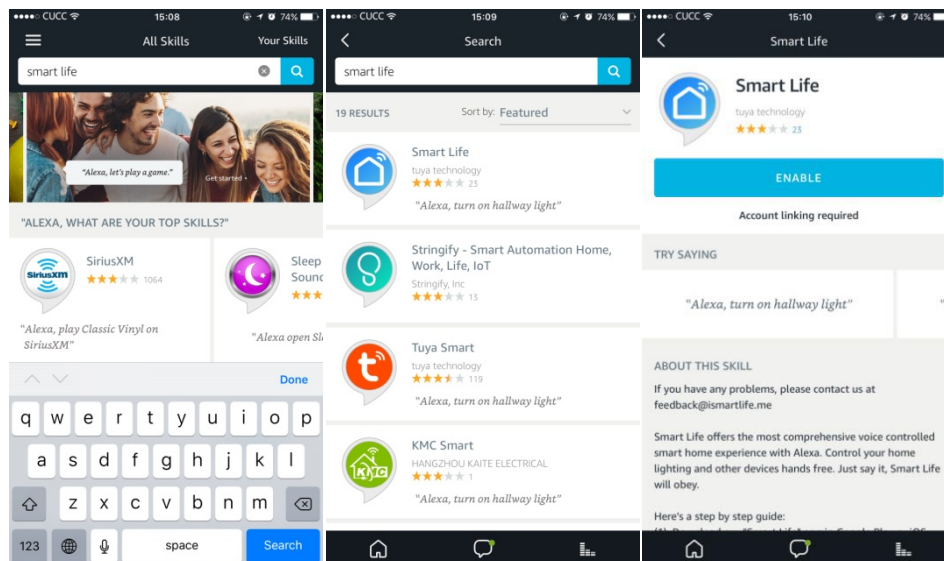 CUCC 15:08 74%
All Skills Your Skills
smart life
"Alexa, let's play a game."
Get started
"ALEXA, WHAT ARE YOUR TOP SKILLS?"
SiriusXM
SiriusXM
1064
"Alexa, play Classic Vinyl on
SiriusXM"
Sleep
Soun
"Alexa open Sl
Done
q w e r t y u i o p
a s d f g h j k l
z x c v b n m
123 space Search
CUCC 15:09 74%
Search
smart life
19 RESULTS Sort by: Featured
Smart Life
tuya technology
23
"Alexa, turn on hallway light"
Stringify - Smart Automation Home,
Work, Life, IoT
Stringify, Inc
13
Tuya Smart
tuya technology
119
"Alexa, turn on hallway light"
KMC
KMC Smart
HANGZHOU KAITE ELECTRICAL
1
"Alexa, turn on hallway light"
CUCC 15:10 74%
Smart Life
Smart Life
tuya technology
23
ENABLE
Account linking required
TRY SAYING
"Alexa, turn on hallway light"
ABOUT THIS SKILL
If you have any problems, please contact us at
feedback@ismartlife.me
Smart Life offers the most comprehensive voice controlled
smart home experience with Alexa. Control your home
lighting and other devices hands free. Just say it, Smart Life
will obey.
Here's a step by step guide: